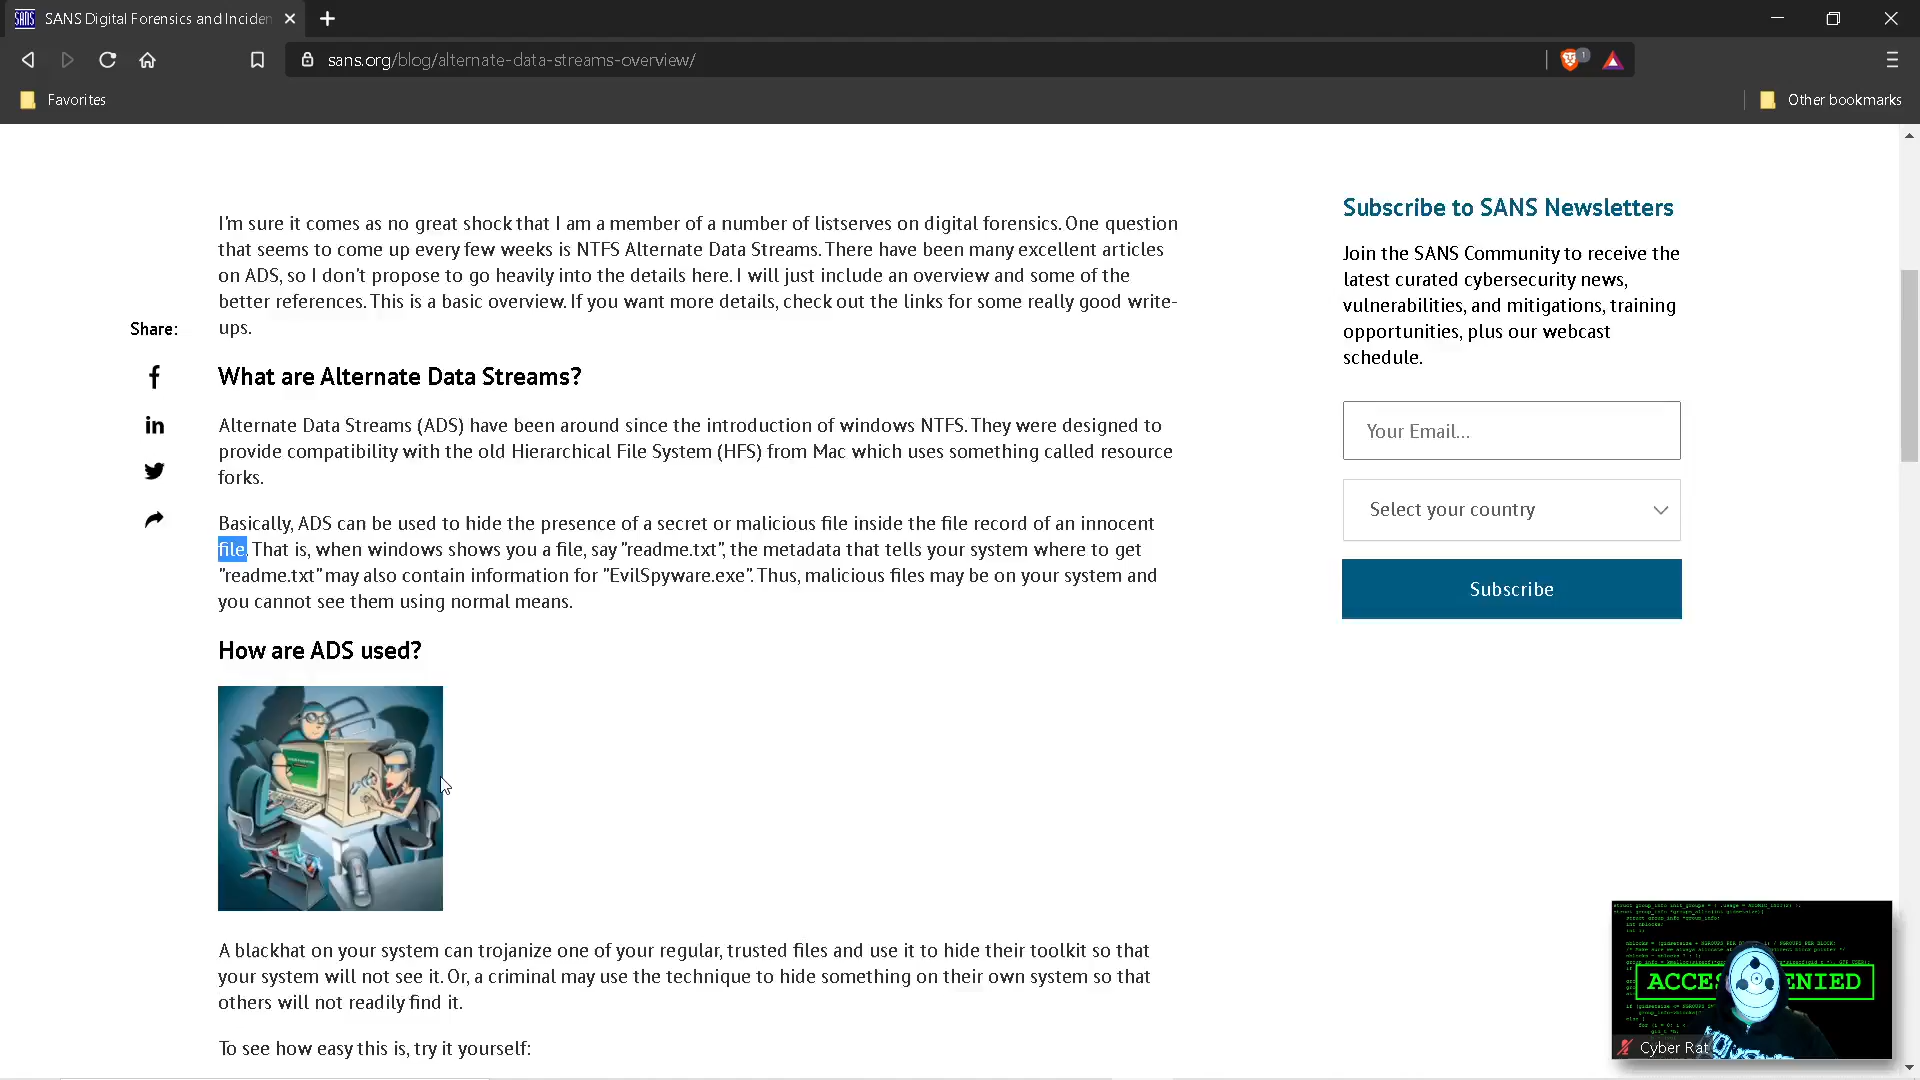 SANS Digital Forensics and Inciden
sans.org/blog/alternate-data-streams-overview/
1
Favorites
Other bookmarks
I'm sure it comes as no great shock that I am a member of a number of listserves on digital forensics. One question
that seems to come up every few weeks is NTFS Alternate Data Streams. There have been many excellent articles
on ADS, so I don't propose to go heavily into the details here. I will just include an overview and some of the
better references. This is a basic overview. If you want more details, check out the links for some really good write-
ups.
Share:
What are Alternate Data Streams?
Alternate Data Streams (ADS) have been around since the introduction of windows NTFS. They were designed to
provide compatibility with the old Hierarchical File System (HFS) from Mac which uses something called resource
forks.
Basically, ADS can be used to hide the presence of a secret or malicious file inside the file record of an innocent
file. That is, when windows shows you a file, say "readme.txt", the metadata that tells your system where to get
"readme.txt" may also contain information for "EvilSpyware.exe". Thus, malicious files may be on your system and
you cannot see them using normal means.
How are ADS used?
A blackhat on your system can trojanize one of your regular, trusted files and use it to hide their toolkit so that
your system will not see it. Or, a criminal may use the technique to hide something on their own system so that
others will not readily find it.
To see how easy this is, try it yourself:
Subscribe to SANS Newsletters
Join the SANS Community to receive the
latest curated cybersecurity news,
vulnerabilities, and mitigations, training
opportunities, plus our webcast
schedule.
Your Email...
Select your country
Subscribe
ACCES ENIED
Cyber Rat